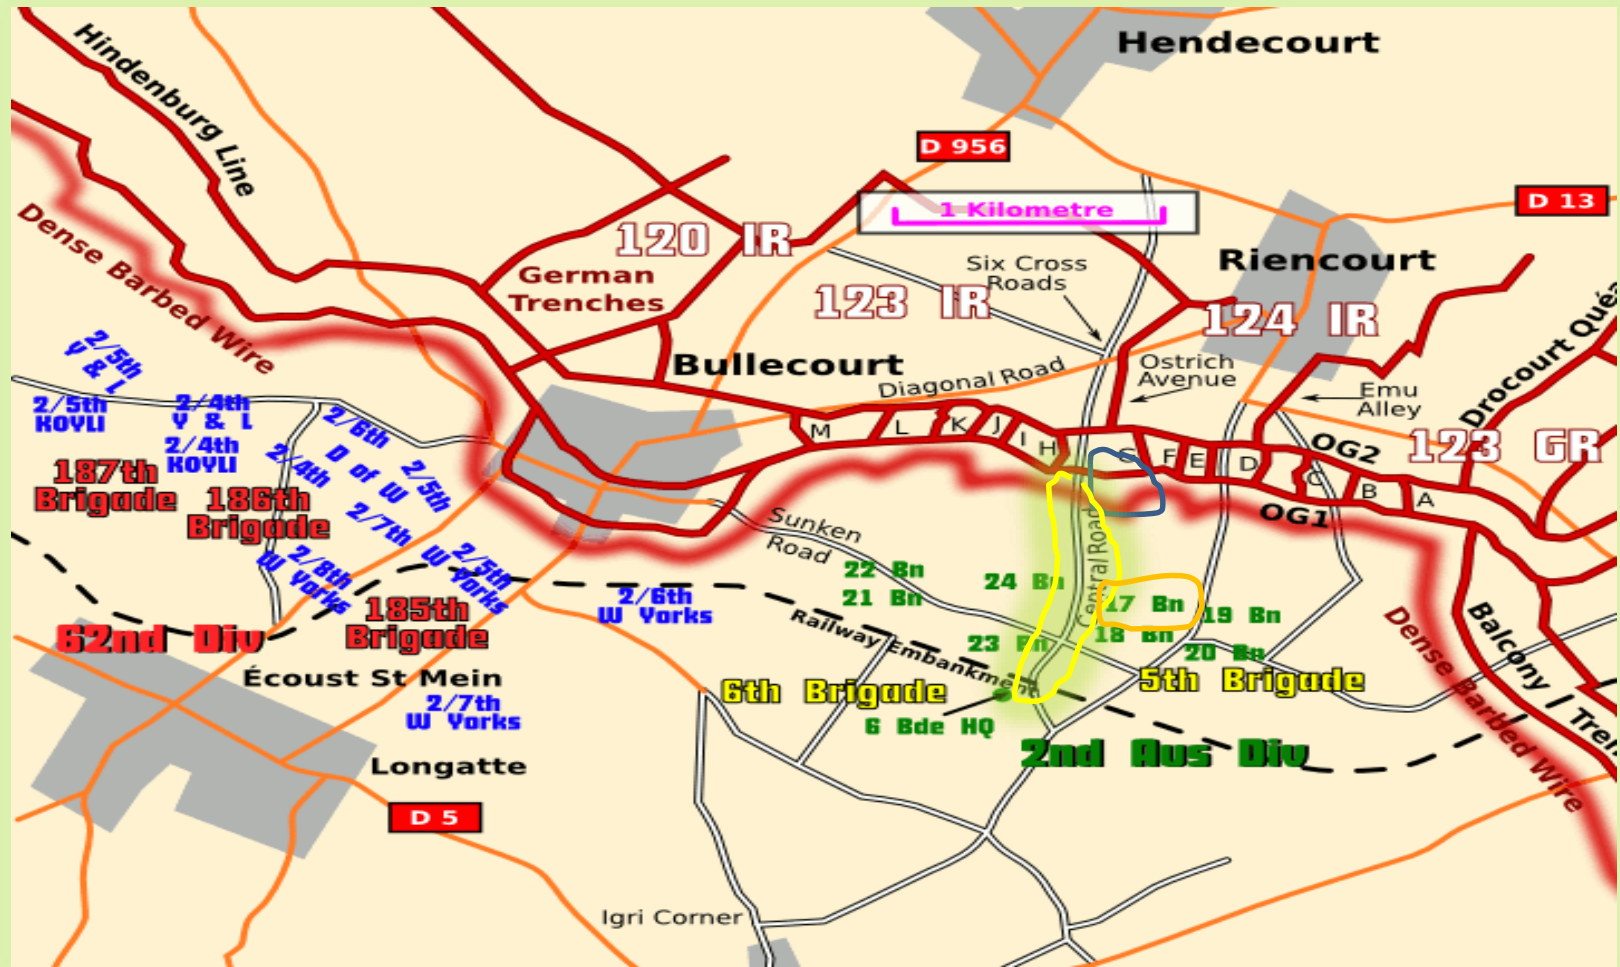 Hendecourt
Hindenburg Line
D 956
D 13
1 Kilometre
120 IR
Six Cross
Roads
Riencourt
German
Trenches
123 IR
124 IR
Dense Barbed Wire
Bullecourt
Diagonal Road
Ostrich
Avenue
Emu
Alley
Drocourt
2/5th
Y & L
2/5th
KOYLI
2/4th
Y & L
2/4th
KOYLI
2/6th
2/4th
D of W
2/5th
2/7th
W Yorks
2/5th
2/8th
W Yorks
187th
Brigade
186th
Brigade
185th
Brigade
62nd Div
M L K J I H G F E D C B A
OG2
OG1
123 GR
Sunken
Road
Central Road
22 Bn
21 Bn
24 Bn
23 Bn
17 Bn
18 Bn
19 Bn
20 Bn
2/6th
W Yorks
Railway Embankment
6th Brigade
5th Brigade
6 Bde HQ
2nd Aus Div
Écoust St Mein
2/7th
W Yorks
Longatte
D 5
Igri Corner
Balcony
Dense Barbed Wire